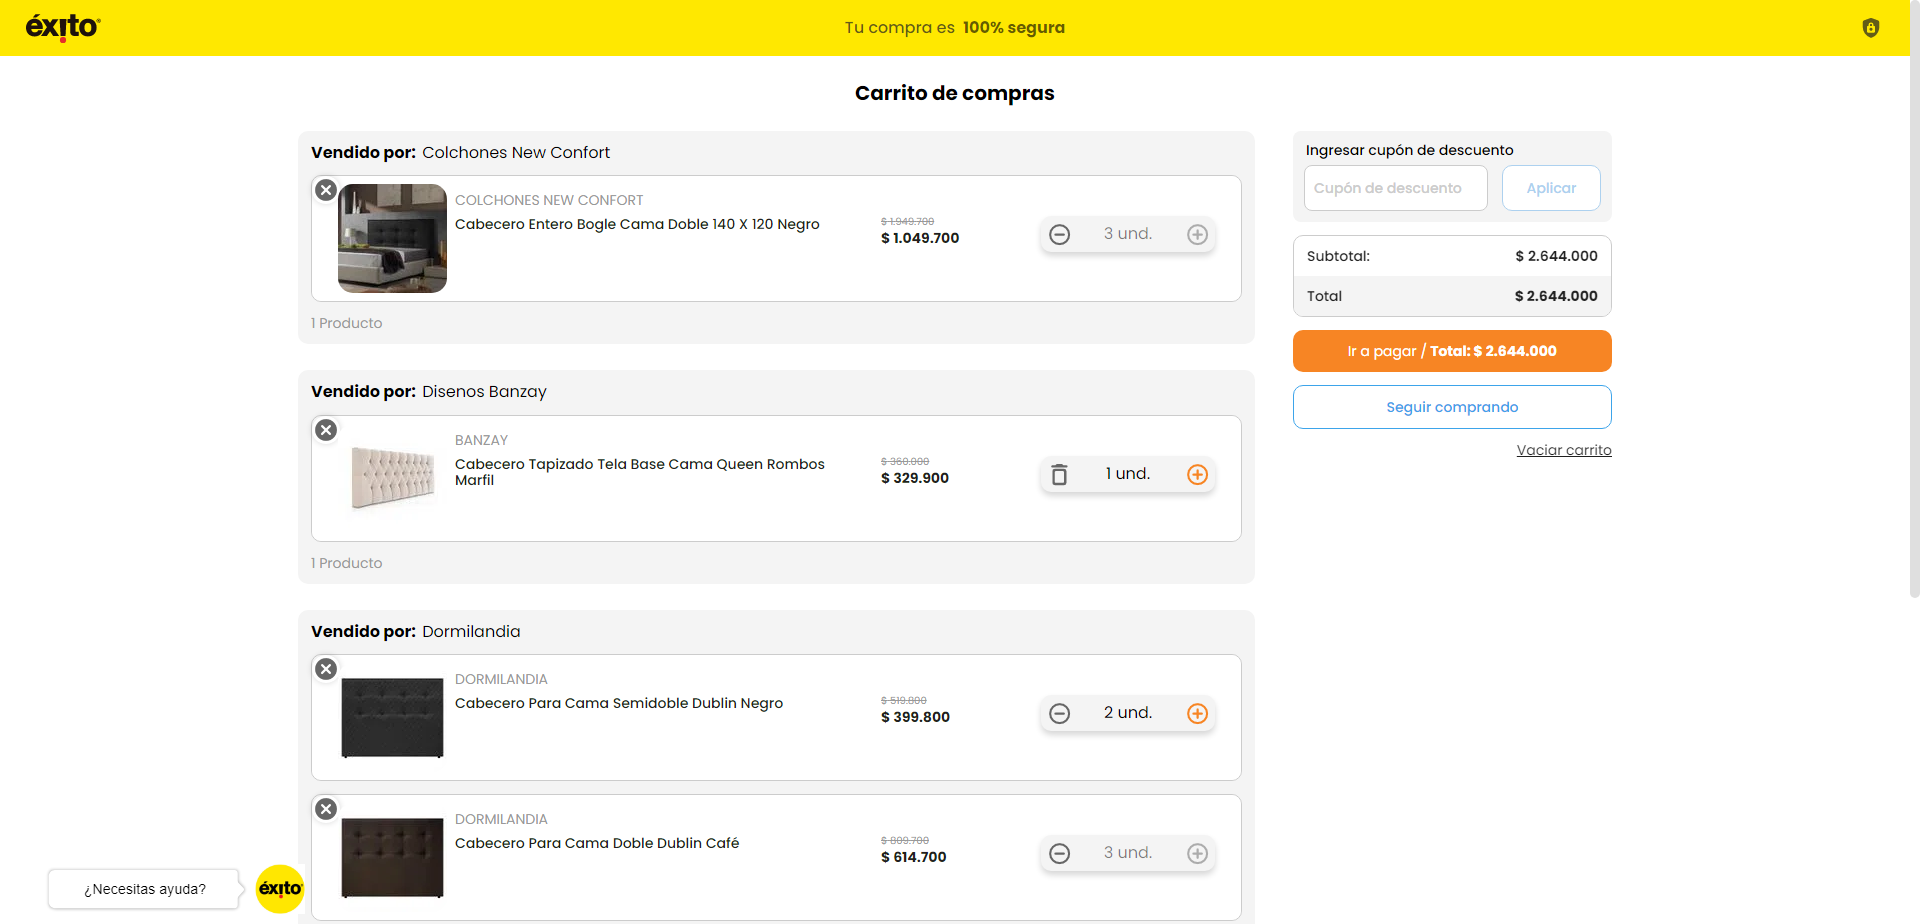 éxito
Tu compra es 100% segura
Carrito de compras
Vendido por: Colchones New Confort
COLCHONES NEW CONFORT
Cabecero Entero Bogle Cama Doble 140 X 120 Negro
$ 1.949.700
$ 1.049.700
3 und.
1 Producto
Vendido por: Disenos Banzay
BANZAY
Cabecero Tapizado Tela Base Cama Queen Rombos
Marfil
$ 360.000
$ 329.900
1 und.
1 Producto
Vendido por: Dormilandia
DORMILANDIA
Cabecero Para Cama Semidoble Dublin Negro
$ 519.800
$ 399.800
2 und.
DORMILANDIA
Cabecero Para Cama Doble Dublin Café
$ 809.700
$ 614.700
3 und.
Ingresar cupón de descuento
Cupón de descuento
Aplicar
Subtotal: $ 2.644.000
Total $ 2.644.000
Ir a pagar / Total: $ 2.644.000
Seguir comprando
Vaciar carrito
¿Necesitas ayuda?
éxito